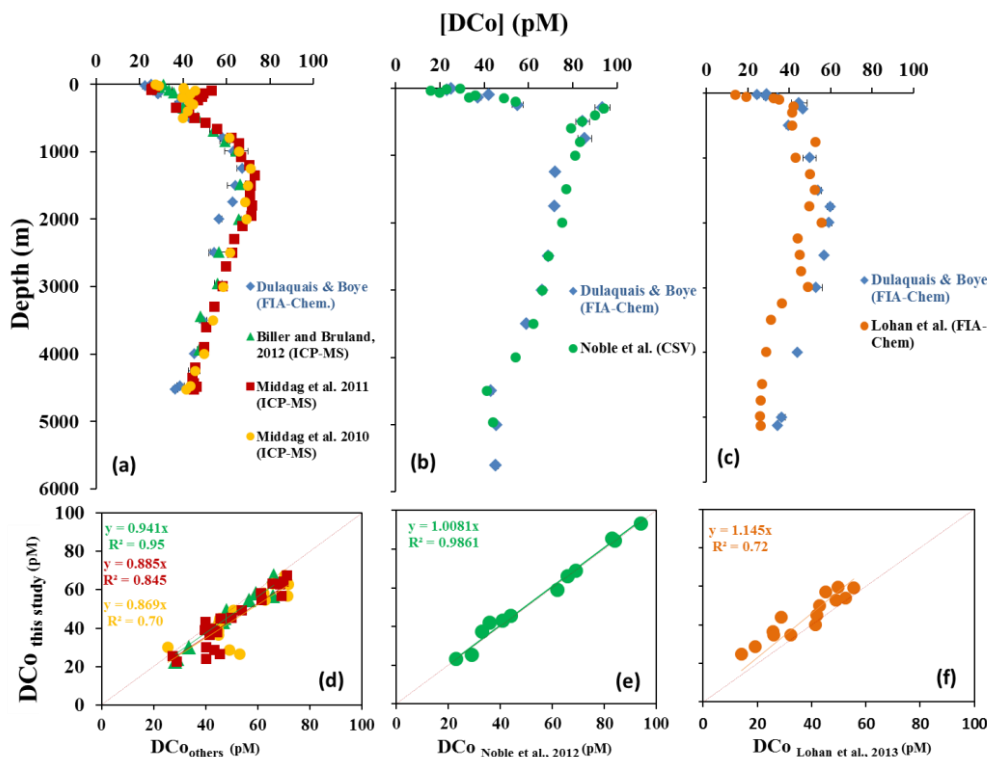 [DCo] (pM)
0 20 40 60 80 100
0 20 40 60 80 100
0 20 40 60 80 100
Depth (m)
0
1000
2000
3000
4000
5000
6000
Dulaquais & Boye
(FIA-Chem.)
Biller and Bruland,
2012 (ICP-MS)
Middag et al. 2011
(ICP-MS)
Middag et al. 2010
(ICP-MS)
(a)
Dulaquais & Boye
(FIA-Chem)
Noble et al. (CSV)
(b)
Dulaquais & Boye
(FIA-Chem)
Lohan et al. (FIA-
Chem)
(c)
DCo this study (pM)
100
80
60
40
20
0
y = 0.941x
R² = 0.95
y = 0.885x
R² = 0.845
y = 0.869x
R² = 0.70
(d)
0 20 40 60 80 100
DCo others (pM)
y = 1.0081x
R² = 0.9861
(e)
0 20 40 60 80 100
DCo Noble et al., 2012 (pM)
y = 1.145x
R² = 0.72
(f)
0 20 40 60 80 100
DCo Lohan et al., 2013 (pM)